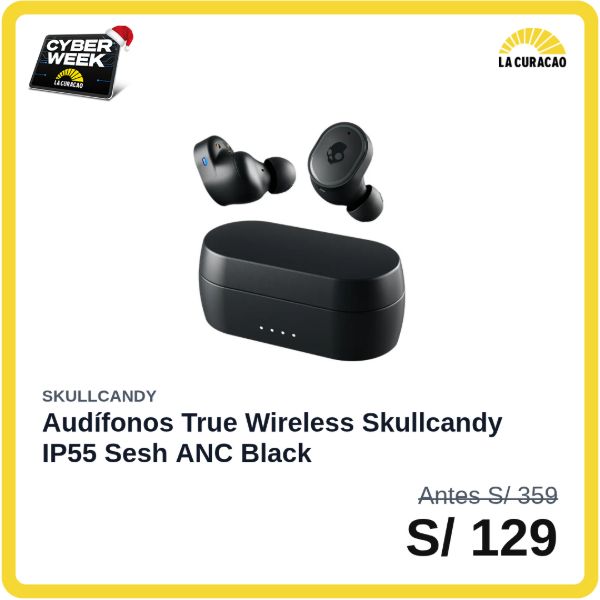 CYBER
WEEK
LA CURACAO
LA CURACAO
SKULLCANDY
Audífonos True Wireless Skullcandy
IP55 Sesh ANC Black
Antes S/ 359
S/ 129